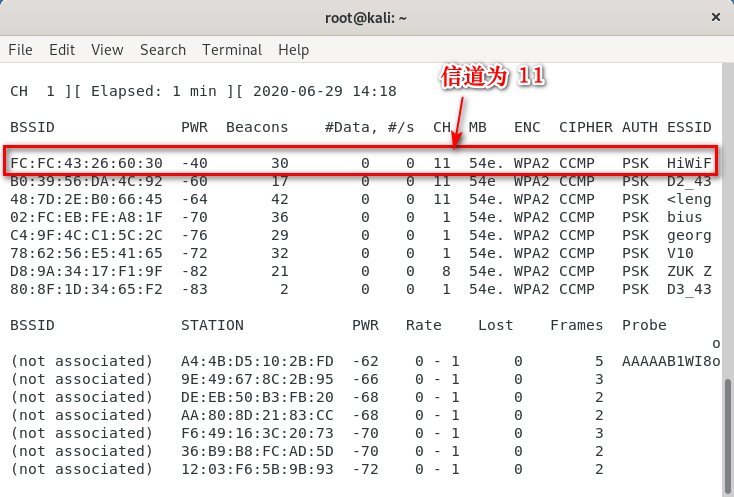 root@kali: ~
×
File Edit View Search Terminal Help
信道为 11
CH 1 ][ Elapsed: 1 min ][ 2020-06-29 14:18
BSSID PWR Beacons #Data, #/s CH MB ENC CIPHER AUTH ESSID
FC:FC:43:26:60:30 -40 30 0 0 11 54e. WPA2 CCMP PSK HiWiF
B0:39:56:DA:4C:92 -60 17 0 0 11 54e. WPA2 CCMP PSK D2_43
48:7D:2E:B0:66:45 -64 42 0 0 11 54e. WPA2 CCMP PSK <leng
02:FC:EB:FE:A8:1F -70 36 0 0 1 54e. WPA2 CCMP PSK bius
C4:9F:4C:C1:5C:2C -76 29 0 0 1 54e. WPA2 CCMP PSK georg
78:62:56:E5:41:65 -72 32 0 0 1 54e. WPA2 CCMP PSK V10
D8:9A:34:17:F1:9F -82 21 0 0 8 54e. WPA2 CCMP PSK ZUK Z
80:8F:1D:34:65:F2 -83 2 0 0 1 54e. WPA2 CCMP PSK D3_43
BSSID STATION PWR Rate Lost Frames Probe
o
(not associated) A4:4B:D5:10:2B:FD -62 0 - 1 0 5 AAAAAB1WI8o
(not associated) 9E:49:67:8C:2B:95 -66 0 - 1 0 3
(not associated) DE:EB:50:B3:FB:20 -68 0 - 1 0 2
(not associated) AA:80:8D:21:83:CC -68 0 - 1 0 2
(not associated) F6:49:16:3C:20:73 -70 0 - 1 0 3
(not associated) 36:B9:B8:FC:AD:5D -70 0 - 1 0 2
(not associated) 12:03:F6:5B:9B:93 -72 0 - 1 0 2